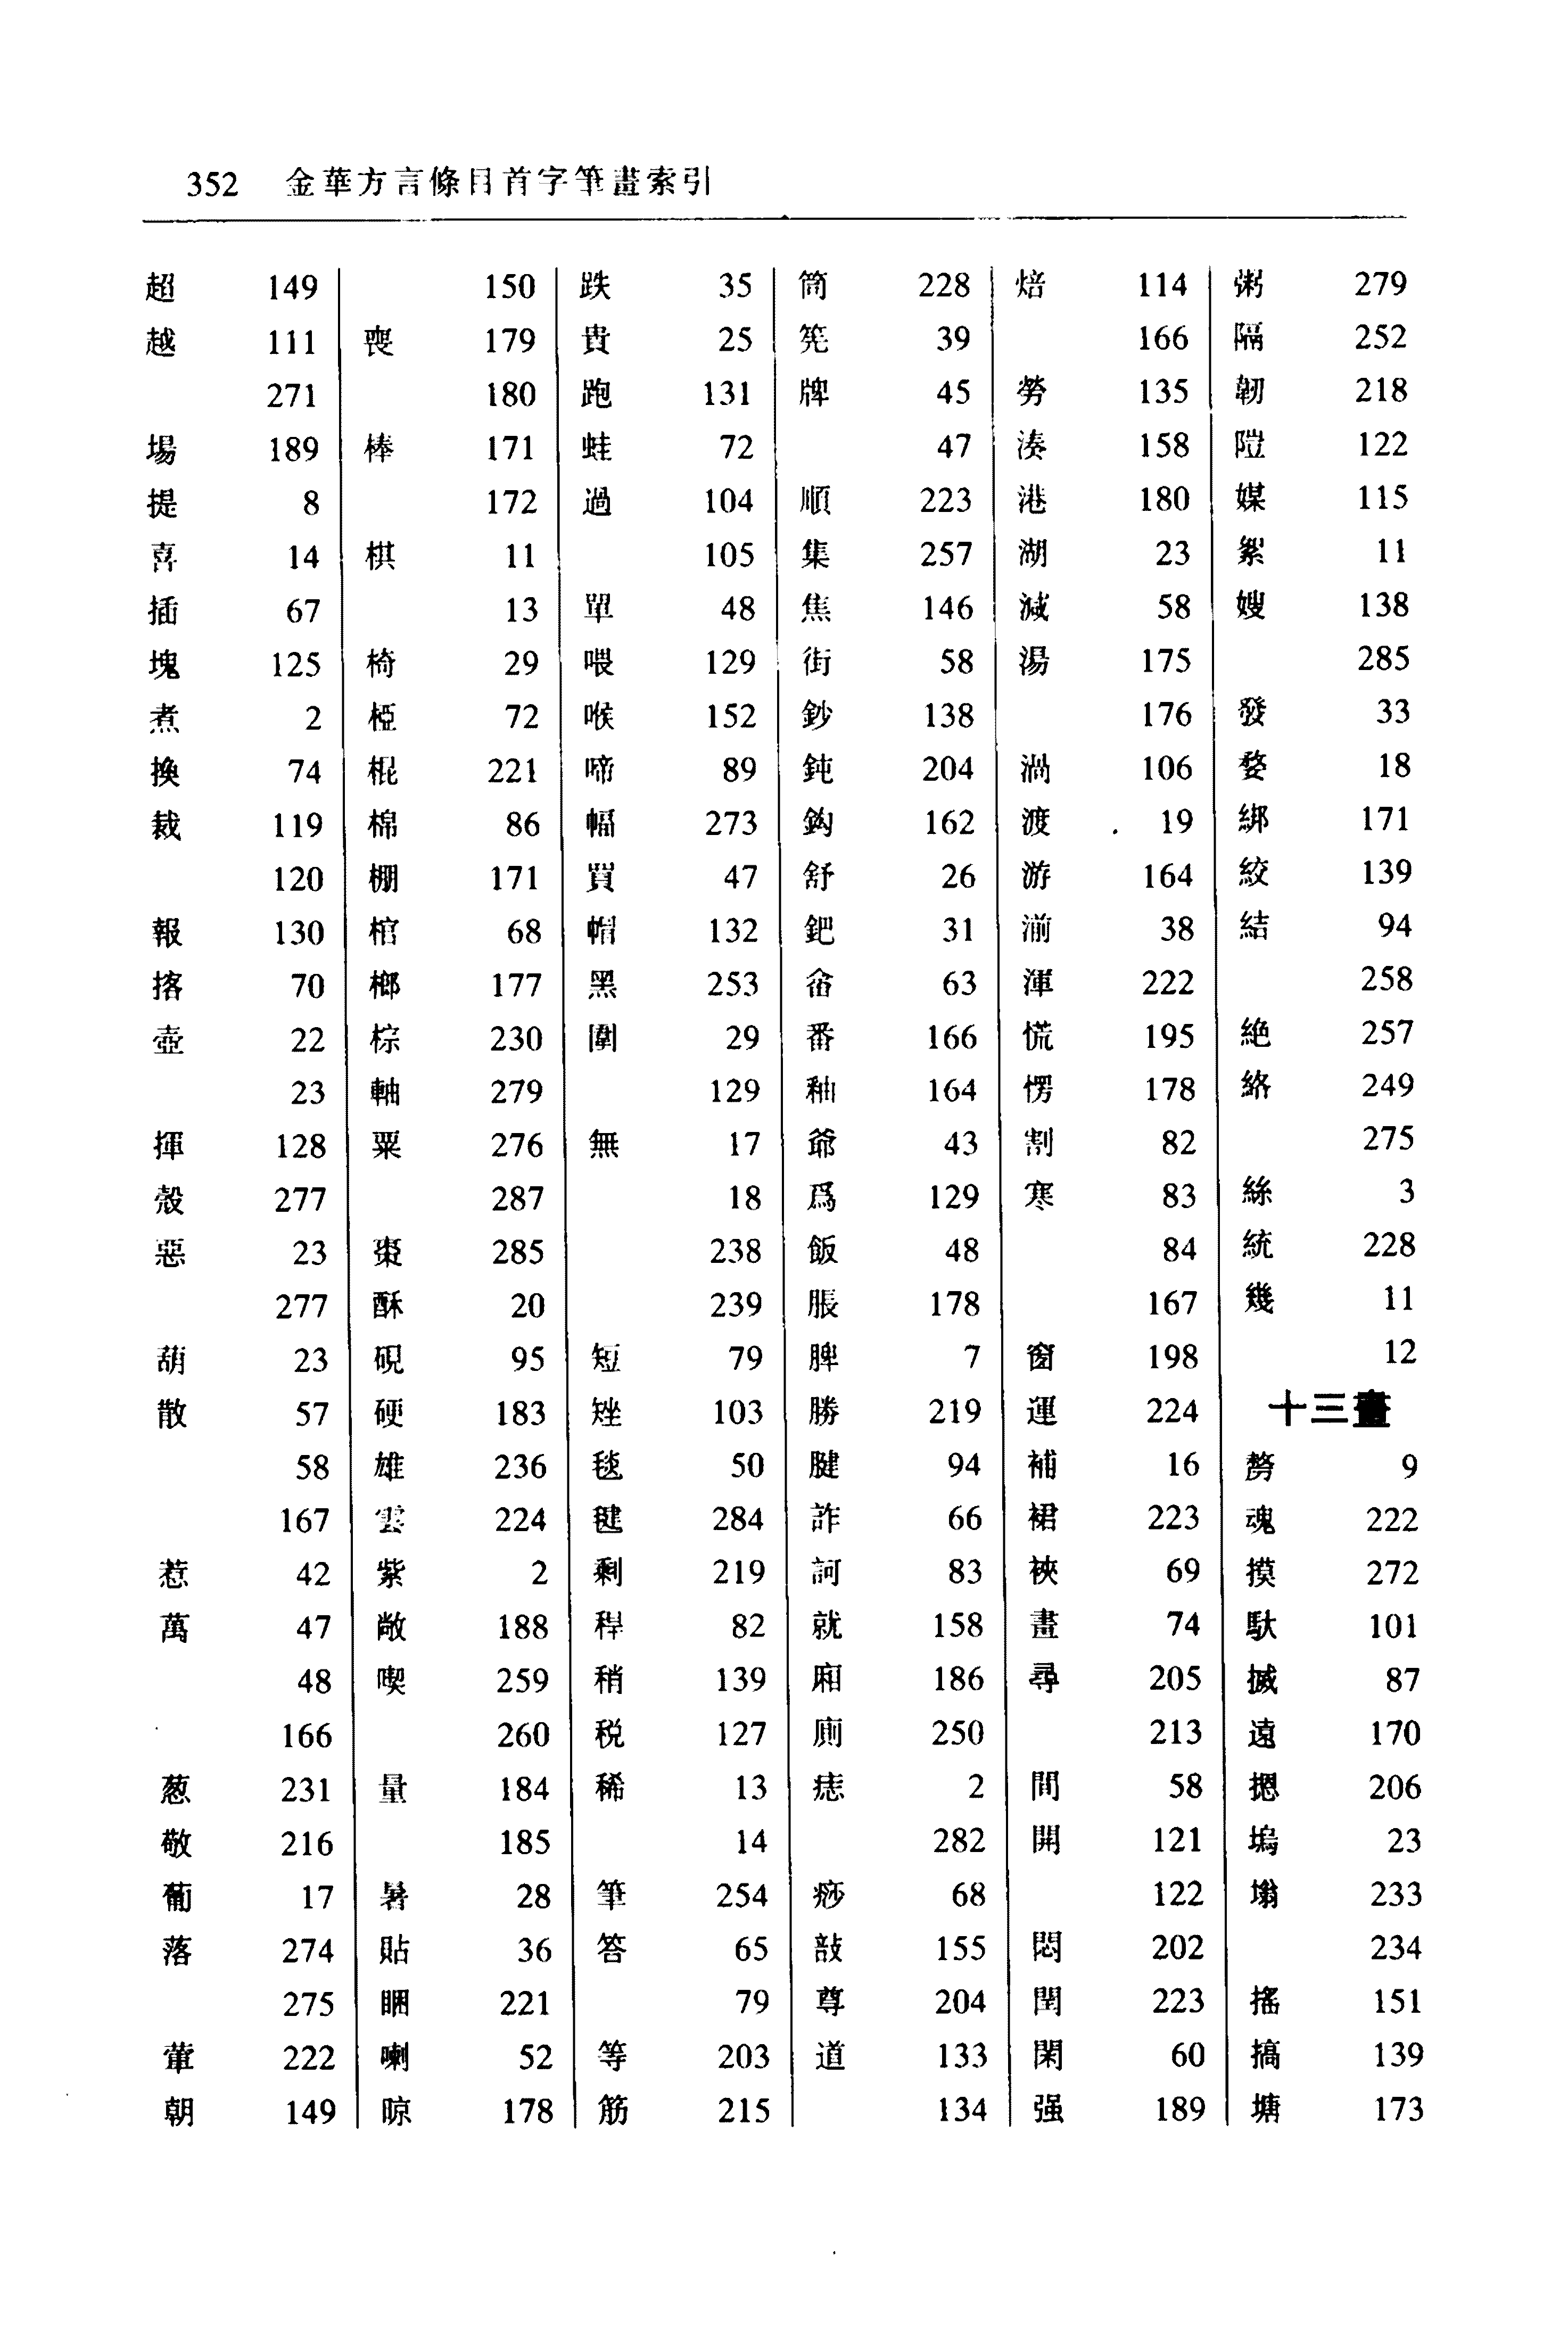 352 金華方言條目首字筆畫索引
超 149
越 111
271
場 189
提 8
喜 14
插 67
塊 125
煮 2
換 74
裁 119
120
報 130
揢 70
壺 22
23
揮 128
殼 277
惡 23
277
葫 23
散 57
58
167
惹 42
萬 47
48
166
葱 231
敬 216
葡 17
落 274
275
葷 222
朝 149
150
喪 179
180
棒 171
172
棋 11
13
椅 29
椏 72
棍 221
棉 86
棚 171
棺 68
榔 177
棕 230
軸 279
粟 276
287
棗 285
酥 20
硯 95
硬 183
雄 236
雲 224
紫 2
敞 188
喫 259
260
量 184
185
暑 28
貼 36
睏 221
喇 52
晾 178
跌 35
貴 25
跑 131
蛙 72
過 104
105
單 48
喂 129
喉 152
啼 89
幅 273
買 47
帽 132
黑 253
圍 29
129
無 17
18
238
239
短 79
矬 103
毯 50
毽 284
剩 219
稈 82
稍 139
税 127
稀 13
14
筆 254
答 65
79
等 203
筋 215
筒 228
筅 39
牌 45
47
順 223
集 257
焦 146
街 58
鈔 138
鈍 204
鈎 162
舒 26
鈀 31
畬 63
番 166
釉 164
爺 43
爲 129
飯 48
脹 178
脾 7
勝 219
腱 94
詐 66
訶 83
就 158
廂 186
廁 250
痣 2
282
痧 68
敲 155
尊 204
道 133
134
焙 114
166
勞 135
湊 158
港 180
湖 23
減 58
湯 175
176
渦 106
渡 19
游 164
湔 38
渾 222
慌 195
愣 178
割 82
寒 83
84
167
窗 198
運 224
補 16
裙 223
裌 69
畫 74
尋 205
213
間 58
開 121
122
悶 202
閏 223
閑 60
强 189
粥 279
隔 252
韌 218
隑 122
媒 115
絮 11
嫂 138
285
發 33
婺 18
綁 171
絞 139
結 94
258
絶 257
絡 249
275
絲 3
統 228
幾 11
12
十三畫
9
魂 222
摸 272
馱 101
搣 87
遠 170
摁 206
塢 23
塕 233
234
搖 151
搞 139
塘 173